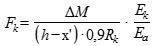 F_k = ΔM / ((h − x') · 0,9R_k) · E_k / E_a